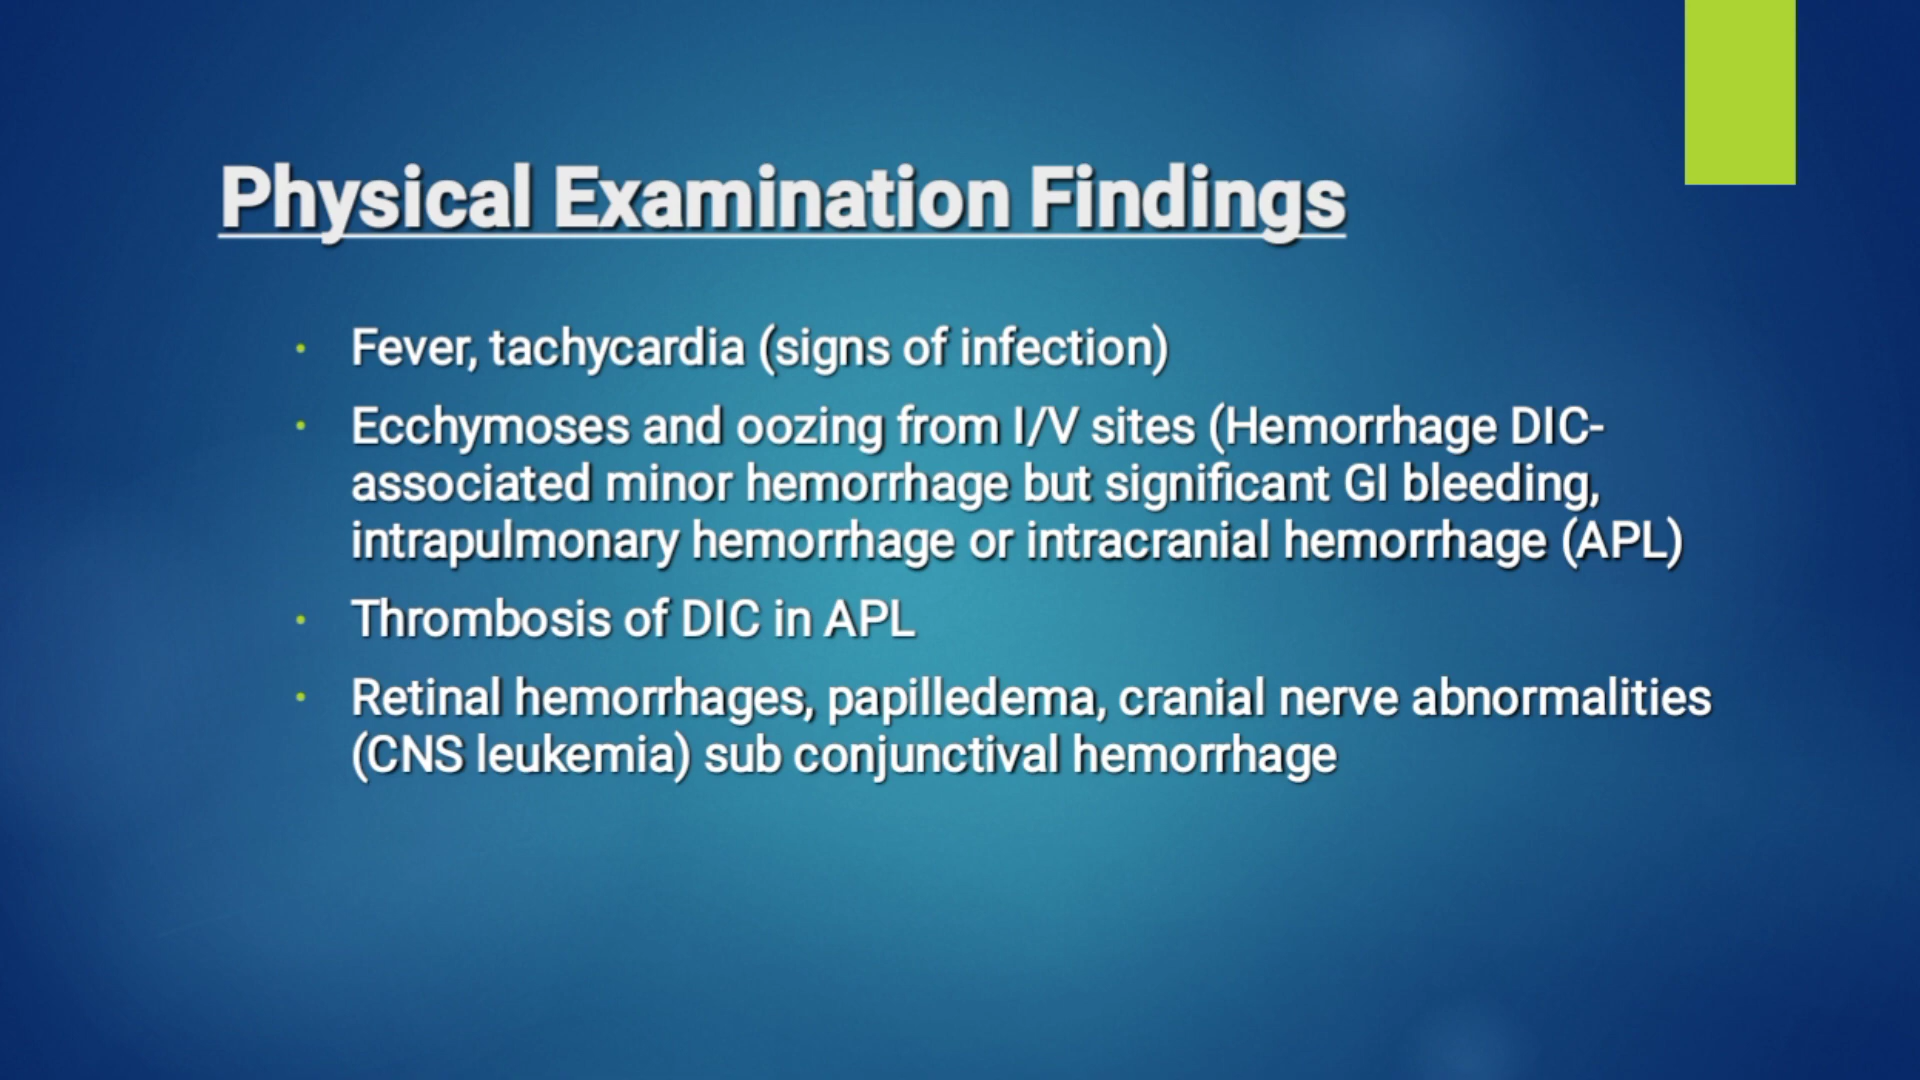 Physical Examination Findings
• Fever, tachycardia (signs of infection)
• Ecchymoses and oozing from I/V sites (Hemorrhage DIC-
associated minor hemorrhage but significant GI bleeding,
intrapulmonary hemorrhage or intracranial hemorrhage (APL)
• Thrombosis of DIC in APL
• Retinal hemorrhages, papilledema, cranial nerve abnormalities
(CNS leukemia) sub conjunctival hemorrhage